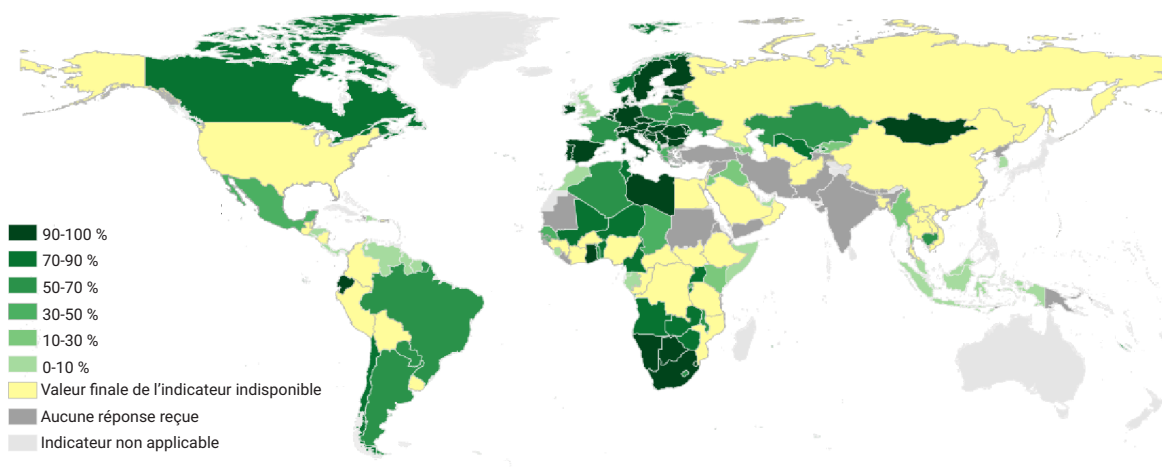 90-100 %
70-90 %
50-70 %
30-50 %
10-30 %
0-10 %
Valeur finale de l’indicateur indisponible
Aucune réponse reçue
Indicateur non applicable